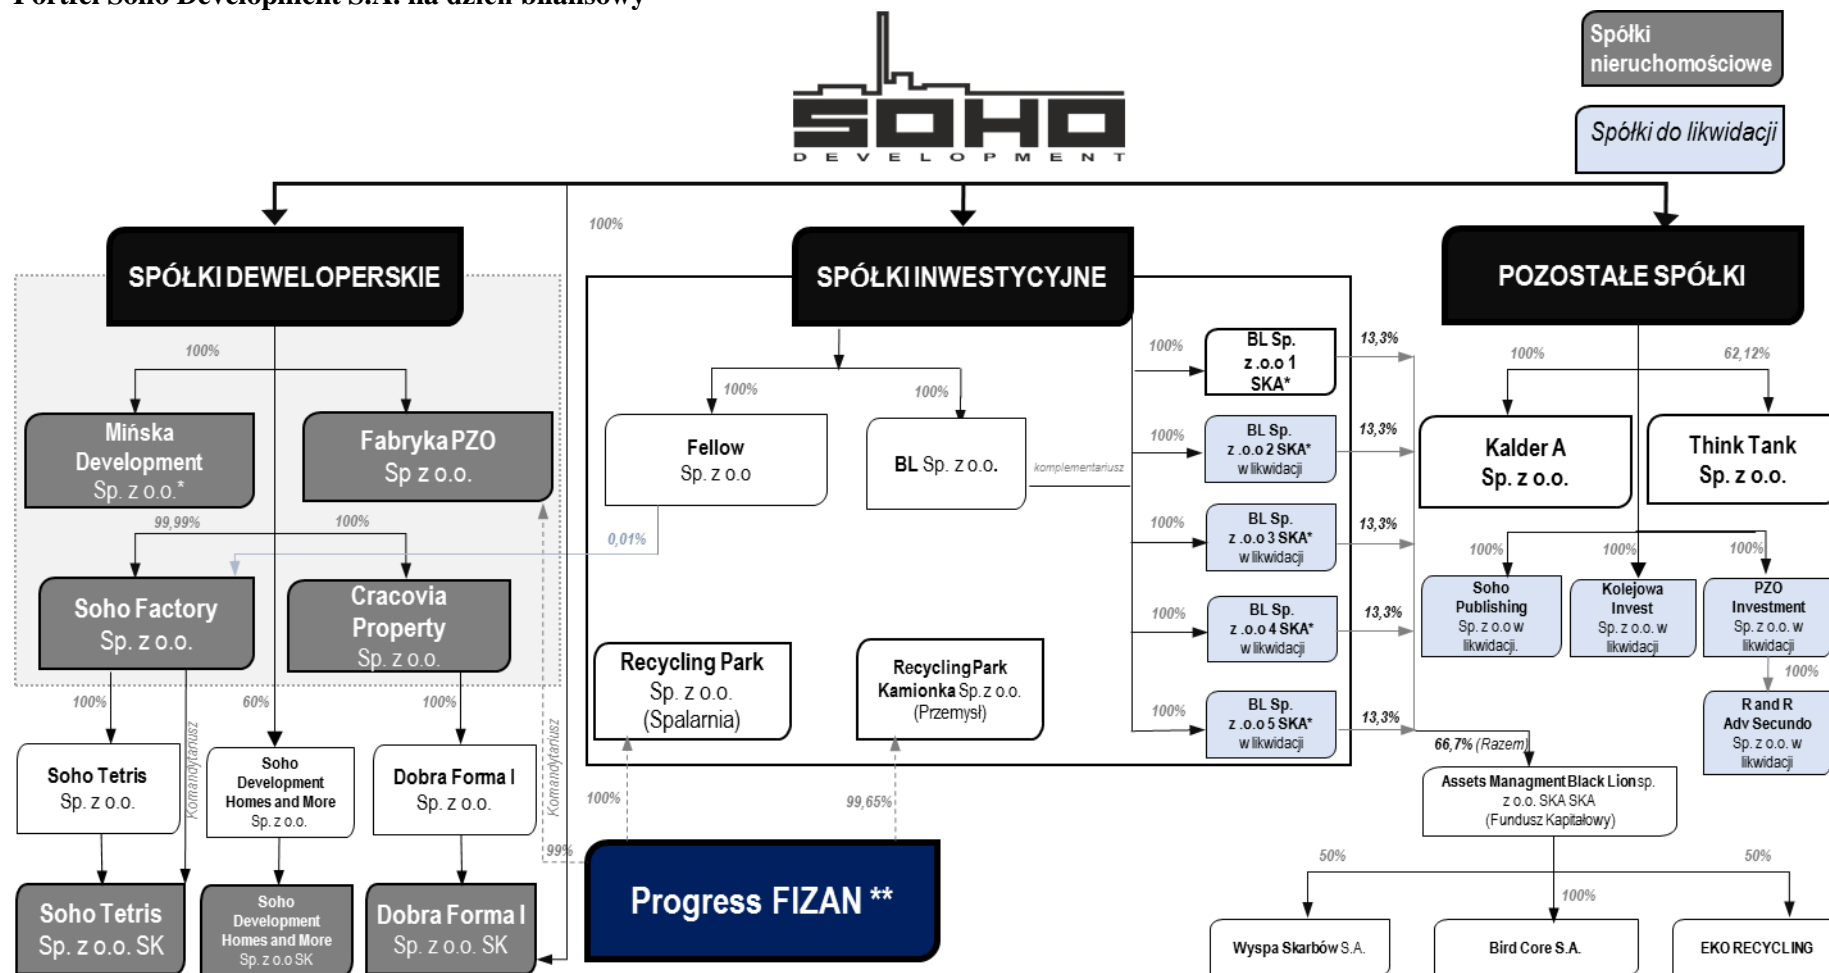 Portfel Soho Development S.A. na dzień bilansowy
Spółki
nieruchomościowe
Spółki do likwidacji
SOHO
DEVELOPMENT
100%
SPÓŁKI DEWELOPERSKIE
SPÓŁKI INWESTYCYJNE
POZOSTAŁE SPÓŁKI
100%
Mińska
Development
Sp. z o.o.*
Fabryka PZO
Sp z o.o.
99,99%
100%
Soho Factory
Sp. z o.o.
Cracovia
Property
Sp. z o.o.
100%
60%
100%
Komandytariusz
Komandytariusz
Soho Tetris
Sp. z o.o.
Soho
Development
Homes and More
Sp. z o.o.
Dobra Forma I
Sp. z o.o.
99%
Soho Tetris
Sp. z o.o. SK
Soho
Development
Homes and More
Sp. z o.o SK
Dobra Forma I
Sp. z o.o. SK
100%
100%
Fellow
Sp. z o.o
BL Sp. z o.o.
komplementariusz
0,01%
Recycling Park
Sp. z o.o.
(Spalarnia)
Recycling Park
Kamionka Sp. z o.o.
(Przemysł)
100%
99,65%
Progress FIZAN **
100%
BL Sp.
z .o.o 1
SKA*
13,3%
100%
BL Sp.
z .o.o 2 SKA*
w likwidacji
13,3%
100%
BL Sp.
z .o.o 3 SKA*
w likwidacji
13,3%
100%
BL Sp.
z .o.o 4 SKA*
w likwidacji
13,3%
100%
BL Sp.
z .o.o 5 SKA*
w likwidacji
13,3%
100%
62,12%
Kalder A
Sp. z o.o.
Think Tank
Sp. z o.o.
100%
100%
100%
Soho
Publishing
Sp. z o.o w
likwidacji.
Kolejowa
Invest
Sp. z o.o. w
likwidacji
PZO
Investment
Sp. z o.o. w
likwidacji
100%
R and R
Adv Secundo
Sp. z o.o. w
likwidacji
66,7% (Razem)
Assets Managment Black Lion sp.
z o.o. SKA SKA
(Fundusz Kapitałowy)
50%
100%
50%
Wyspa Skarbów S.A.
Bird Core S.A.
EKO RECYCLING